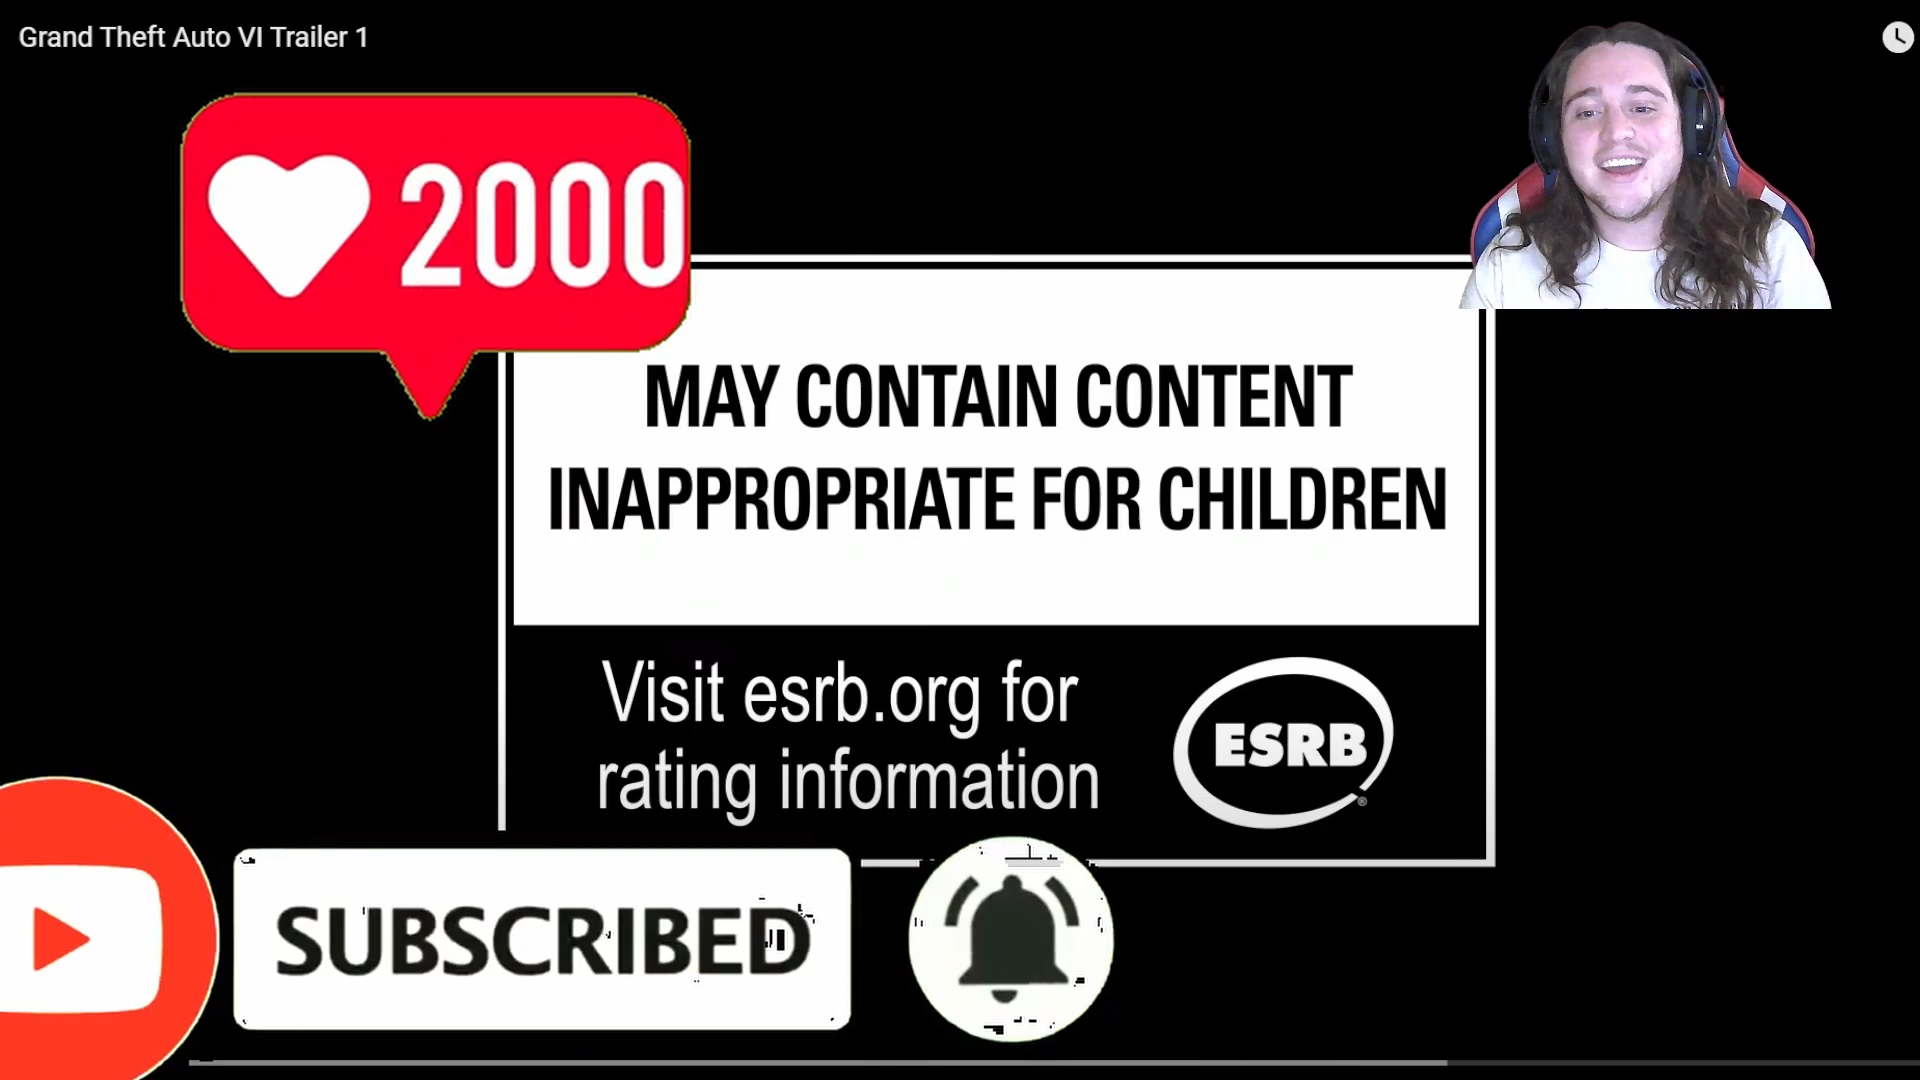 Grand Theft Auto VI Trailer 1
2000
MAY CONTAIN CONTENT
INAPPROPRIATE FOR CHILDREN
Visit esrb.org for
rating information
ESRB
®
SUBSCRIBED